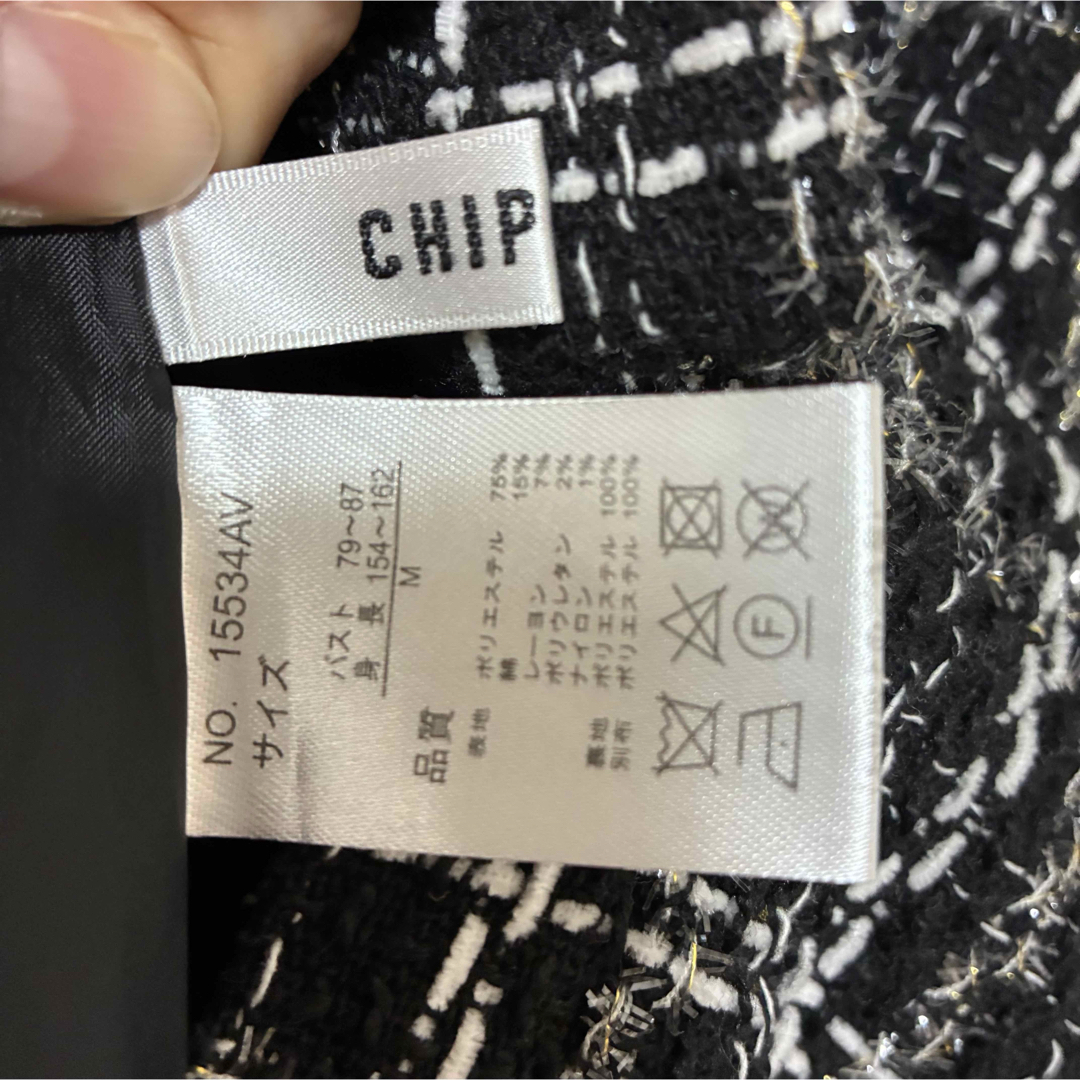 CHIP
NO. 15534AV
サイズ
バスト 79～87
身 長 154～162
M
品質
表地 ポリエステル 75%
綿 15%
レーヨン 7%
ポリウレタン 2%
ナイロン 1%
裏地 ポリエステル 100%
別布 ポリエステル 100%
W
F